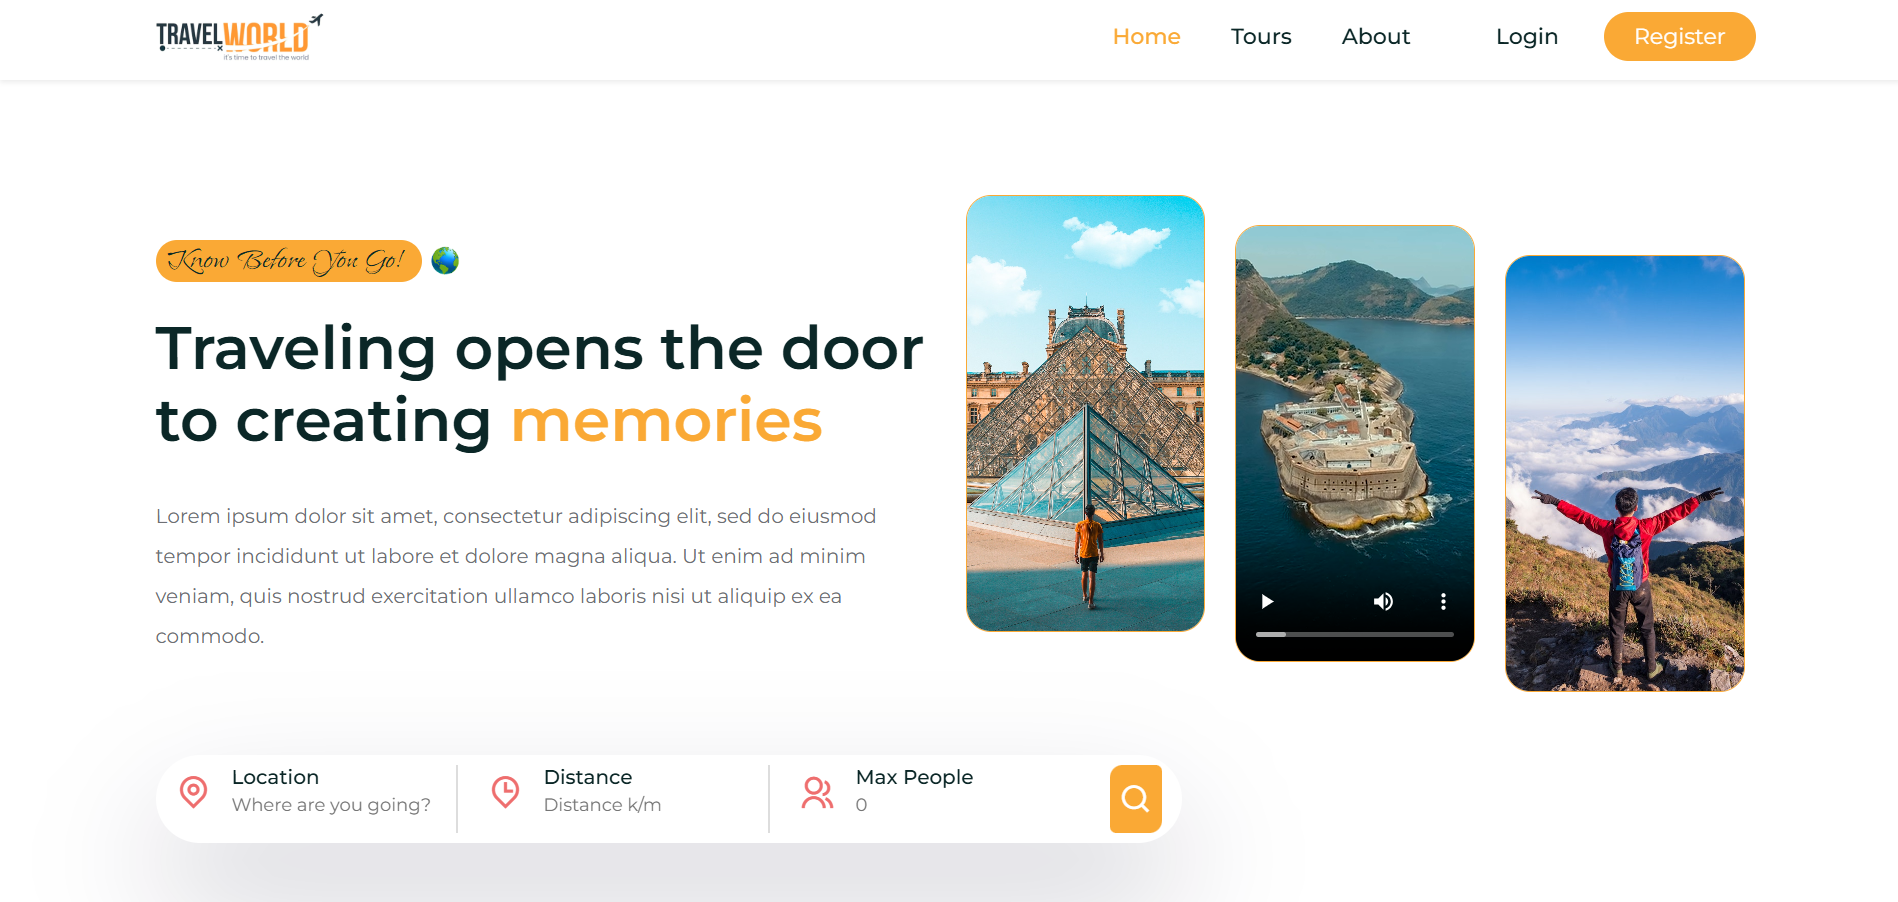 TRAVELWORLD
it's time to travel the world
Home
Tours
About
Login
Register
Know Before You Go!
Traveling opens the door
to creating memories
Lorem ipsum dolor sit amet, consectetur adipiscing elit, sed do eiusmod
tempor incididunt ut labore et dolore magna aliqua. Ut enim ad minim
veniam, quis nostrud exercitation ullamco laboris nisi ut aliquip ex ea
commodo.
Location
Where are you going?
Distance
Distance k/m
Max People
0